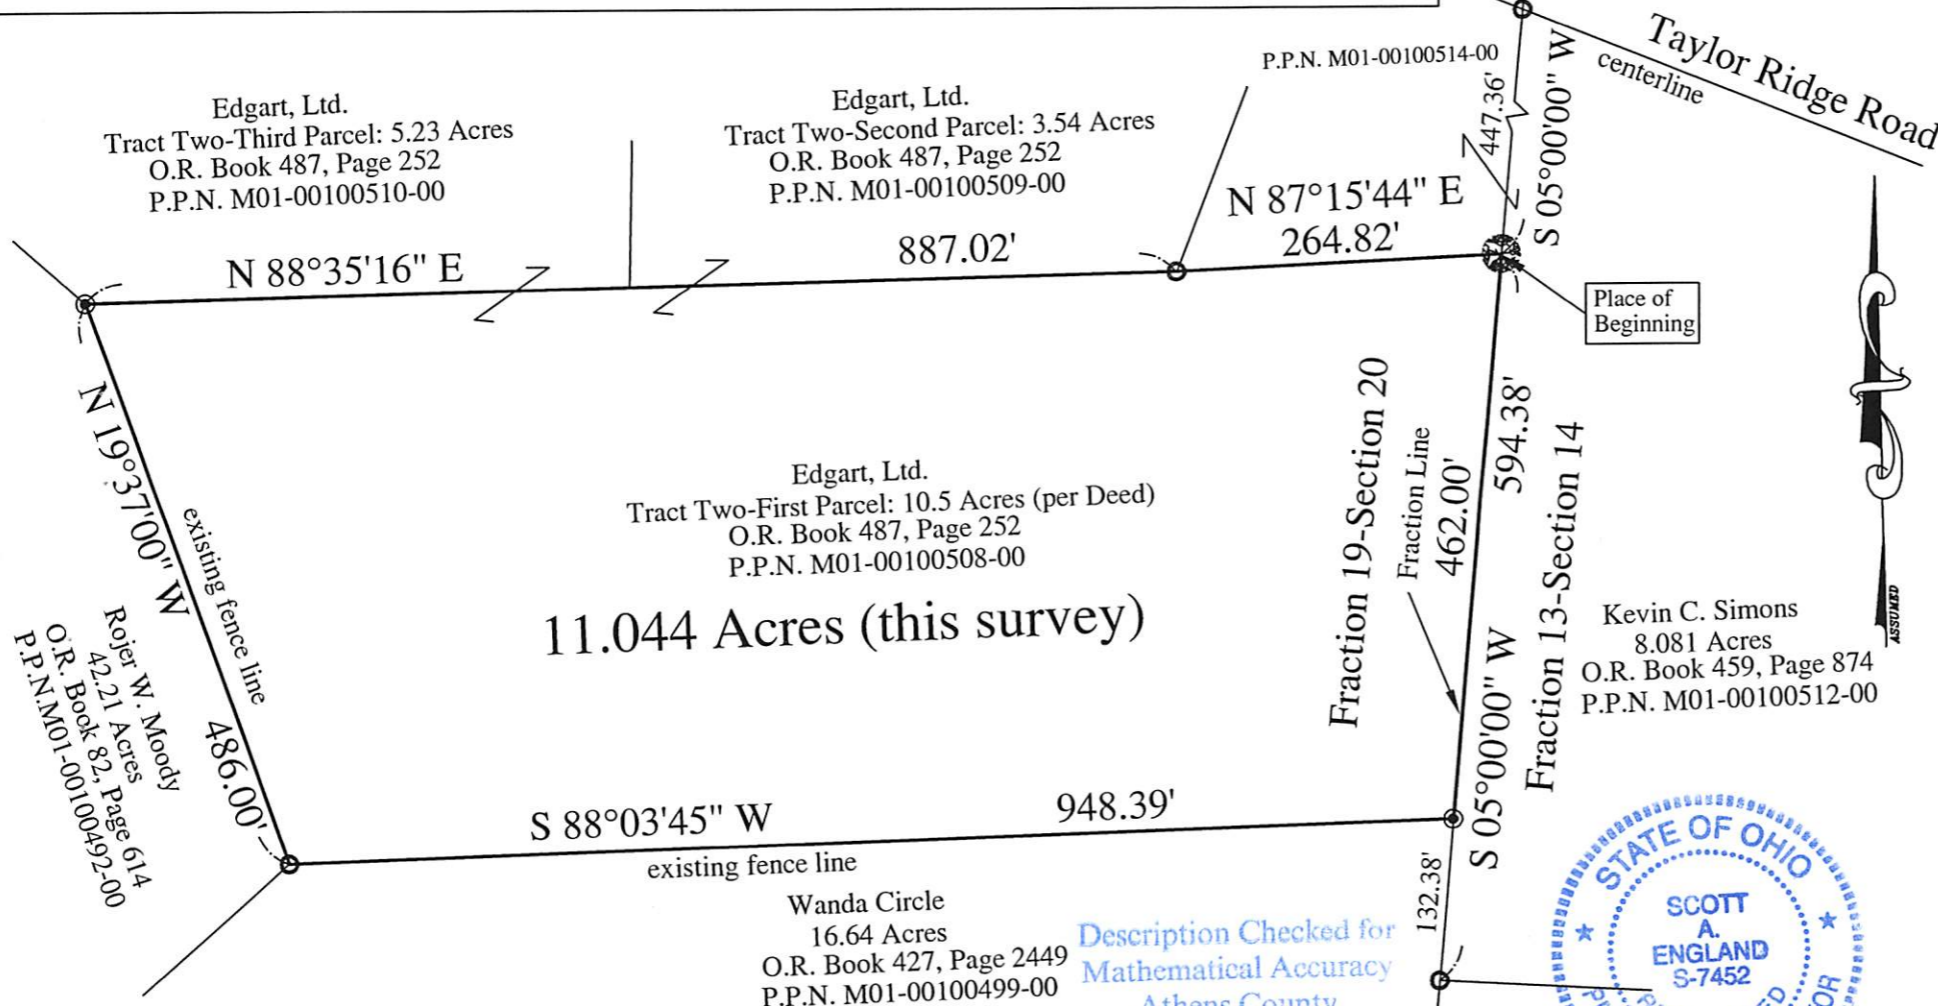 Taylor Ridge Road
centerline
P.P.N. M01-00100514-00
447.36'
S 05°00'00" W
Edgart, Ltd.
Tract Two-Third Parcel: 5.23 Acres
O.R. Book 487, Page 252
P.P.N. M01-00100510-00
Edgart, Ltd.
Tract Two-Second Parcel: 3.54 Acres
O.R. Book 487, Page 252
P.P.N. M01-00100509-00
N 87°15'44" E
264.82'
N 88°35'16" E
887.02'
Place of
Beginning
N 19°37'00" W
486.00'
existing fence line
Rojer W. Moody
42.21 Acres
O.R. Book 82, Page 614
P.P.N.M01-00100492-00
Edgart, Ltd.
Tract Two-First Parcel: 10.5 Acres (per Deed)
O.R. Book 487, Page 252
P.P.N. M01-00100508-00
11.044 Acres (this survey)
Fraction 19-Section 20
Fraction Line
462.00'
594.38'
S 05°00'00" W
Fraction 13-Section 14
Kevin C. Simons
8.081 Acres
O.R. Book 459, Page 874
P.P.N. M01-00100512-00
ASSUMED
S 88°03'45" W
948.39'
existing fence line
Wanda Circle
16.64 Acres
O.R. Book 427, Page 2449
P.P.N. M01-00100499-00
132.38'
Description Checked for
Mathematical Accuracy
Athens County
STATE OF OHIO
SCOTT
A.
ENGLAND
S-7452